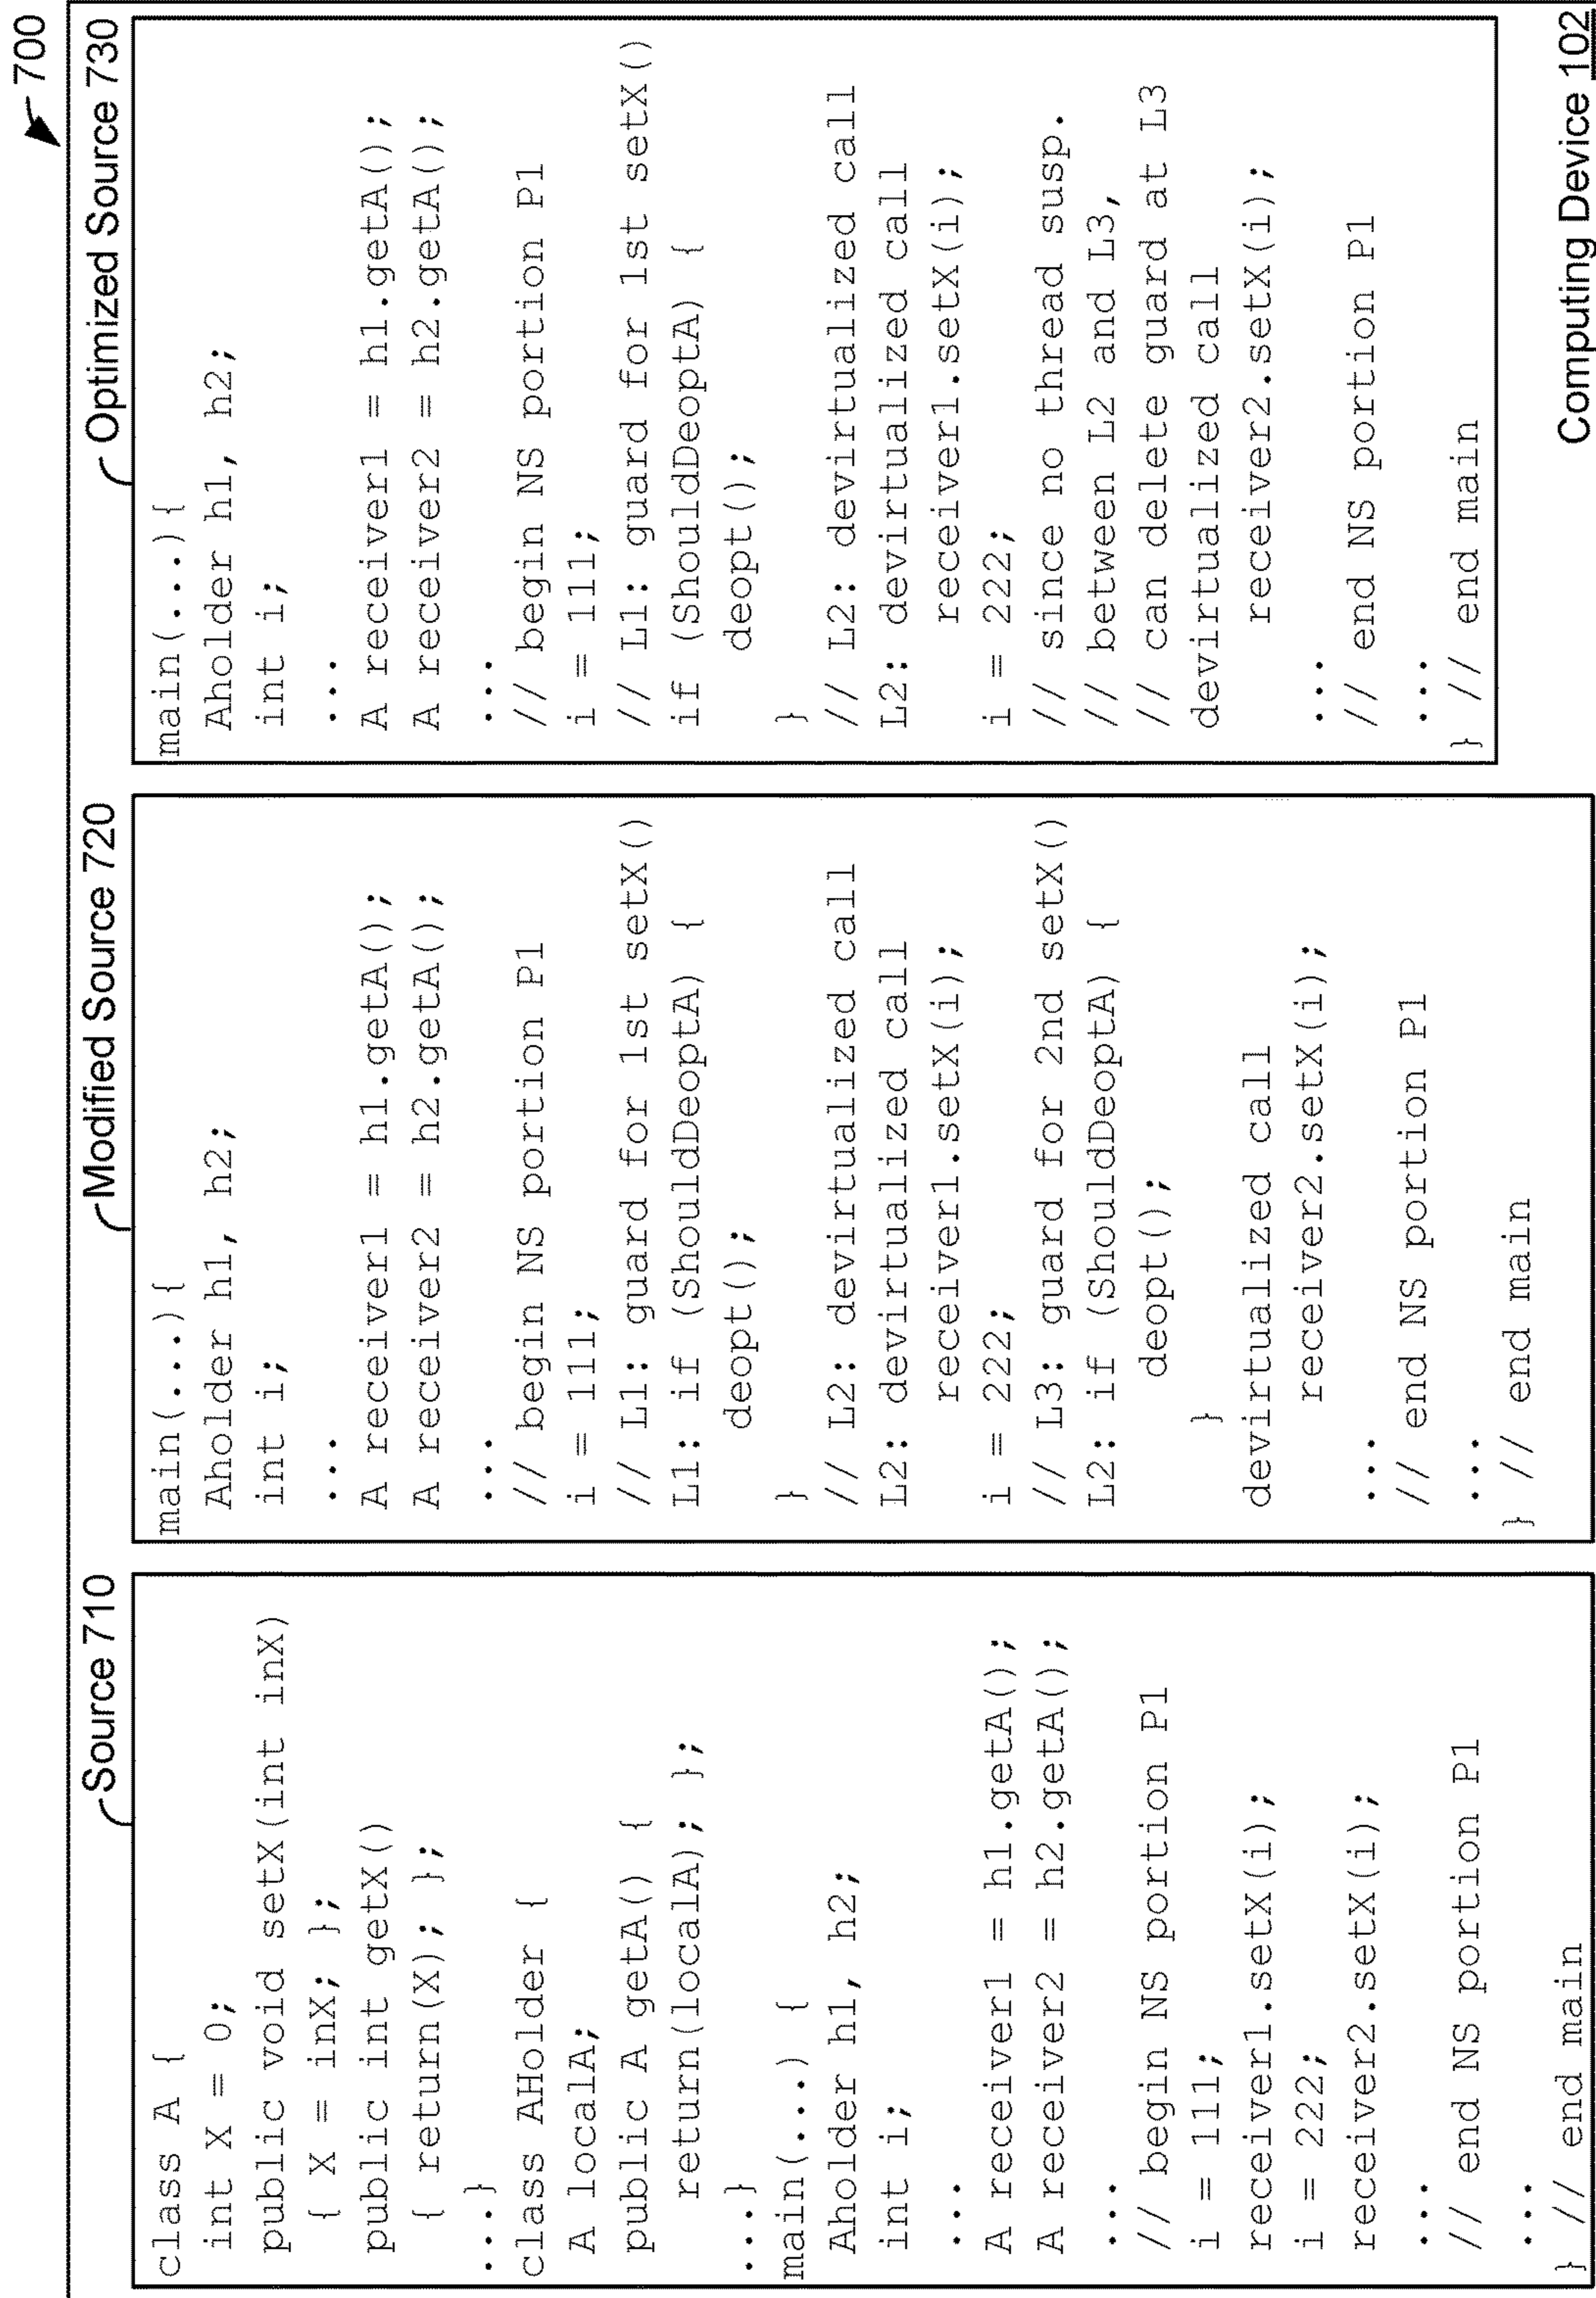 700
Source 710
class A {
int X = 0;
public void setX(int inX)
{ X = inX; };
public int getX()
{ return(X); };
...}
class AHolder {
A localA;
public A getA() {
return(localA); };
...}
main(...) {
Aholder h1, h2;
int i;
...
A receiver1 = h1.getA();
A receiver2 = h2.getA();
...
// begin NS portion P1
i = 111;
receiver1.setX(i);
i = 222;
receiver2.setX(i);
...
// end NS portion P1
...
} // end main
Modified Source 720
main(...){
Aholder h1, h2;
int i;
...
A receiver1 = h1.getA();
A receiver2 = h2.getA();
...
// begin NS portion P1
i = 111;
// L1: guard for 1st setX()
L1: if (ShouldDeoptA) {
deopt();
}
// L2: devirtualized call
L2: devirtualized call
receiver1.setX(i);
i = 222;
// L3: guard for 2nd setX()
L2: if (ShouldDeoptA) {
deopt();
}
devirtualized call
receiver2.setX(i);
...
// end NS portion P1
...
} // end main
Optimized Source 730
main(...){
Aholder h1, h2;
int i;
...
A receiver1 = h1.getA();
A receiver2 = h2.getA();
...
// begin NS portion P1
i = 111;
// L1: guard for 1st setX()
if (ShouldDeoptA) {
deopt();
}
// L2: devirtualized call
L2: devirtualized call
receiver1.setX(i);
i = 222;
// since no thread susp.
// between L2 and L3,
// can delete guard at L3
devirtualized call
receiver2.setX(i);
...
// end NS portion P1
...
} // end main
Computing Device 102